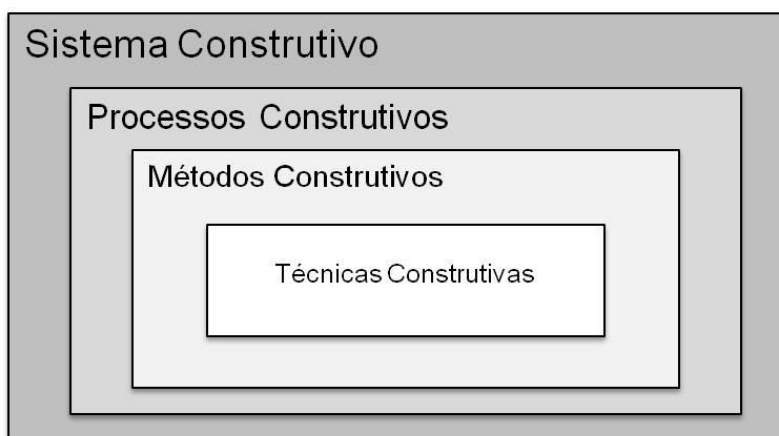 Sistema Construtivo
Processos Construtivos
Métodos Construtivos
Técnicas Construtivas